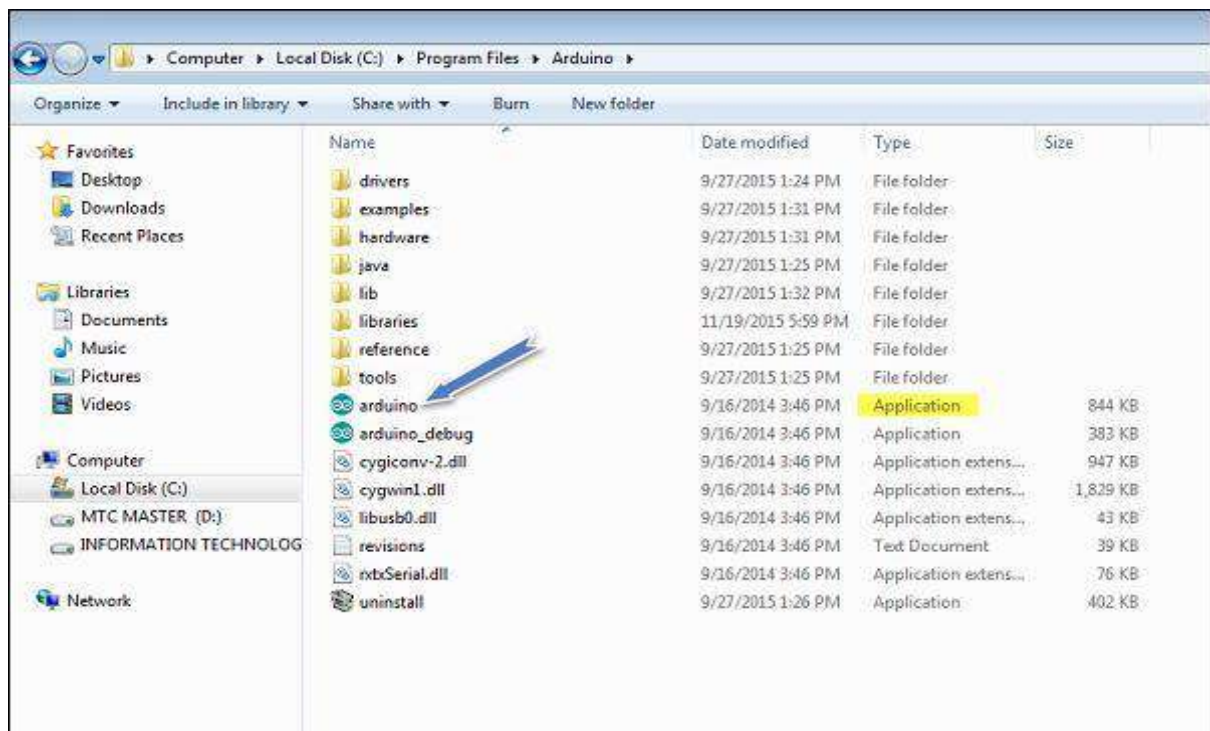 Computer Local Disk (C:) Program Files Arduino
Organize Include in library Share with Burn New folder
Favorites
Desktop
Downloads
Recent Places
Libraries
Documents
Music
Pictures
Videos
Computer
Local Disk (C:)
MTC MASTER (D:)
INFORMATION TECHNOLOG
Network
Name Date modified Type Size
drivers 9/27/2015 1:24 PM File folder
examples 9/27/2015 1:31 PM File folder
hardware 9/27/2015 1:31 PM File folder
java 9/27/2015 1:25 PM File folder
lib 9/27/2015 1:32 PM File folder
libraries 11/19/2015 5:59 PM File folder
reference 9/27/2015 1:25 PM File folder
tools 9/27/2015 1:25 PM File folder
arduino 9/16/2014 3:46 PM Application 844 KB
arduino_debug 9/16/2014 3:46 PM Application 383 KB
cygiconv-2.dll 9/16/2014 3:46 PM Application extens... 947 KB
cygwin1.dll 9/16/2014 3:46 PM Application extens... 1,829 KB
libusb0.dll 9/16/2014 3:46 PM Application extens... 43 KB
revisions 9/16/2014 3:46 PM Text Document 39 KB
rxtxSerial.dll 9/16/2014 3:46 PM Application extens... 76 KB
uninstall 9/27/2015 1:26 PM Application 402 KB